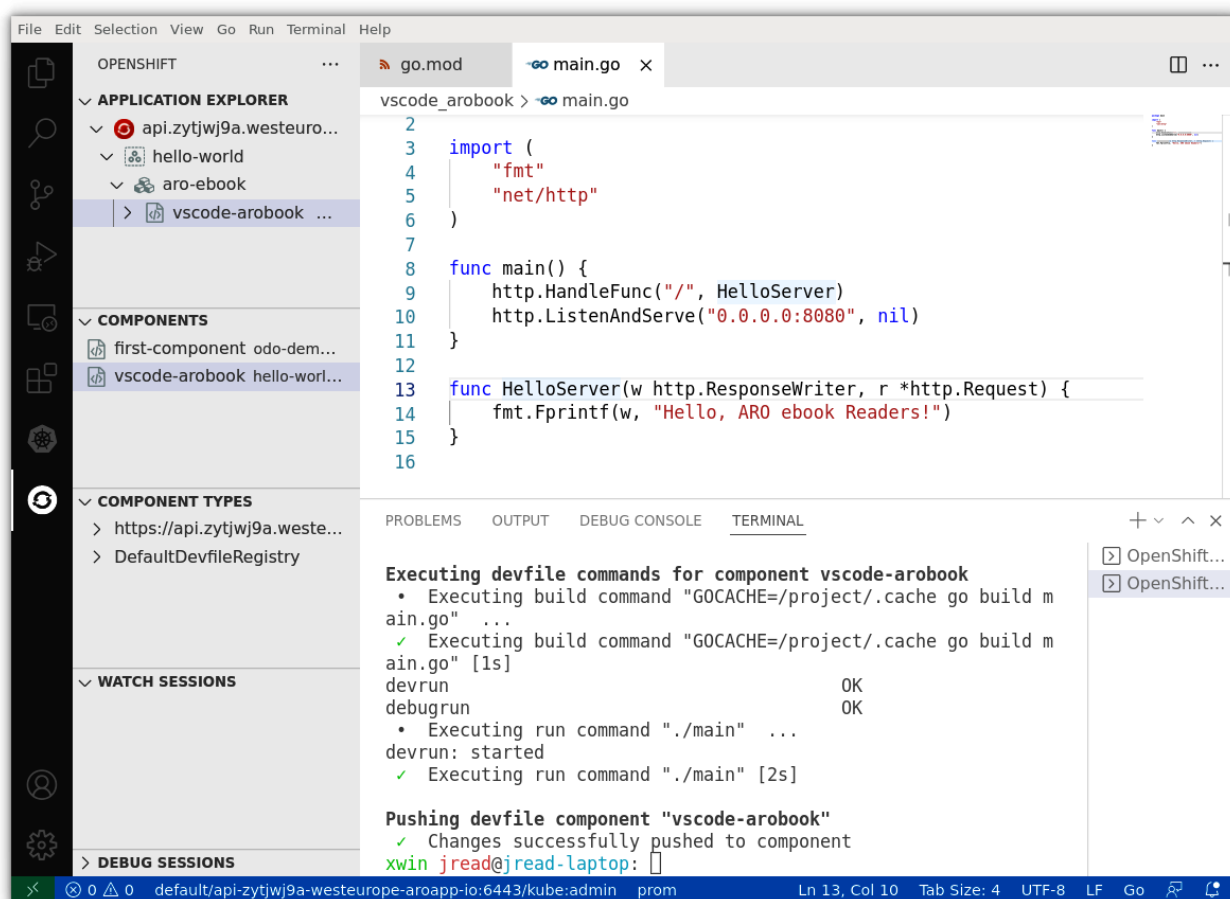 File Edit Selection View Go Run Terminal Help
OPENSHIFT ...
APPLICATION EXPLORER
api.zytjwj9a.westeuro...
hello-world
aro-ebook
vscode-arobook ...
COMPONENTS
first-component odo-dem...
vscode-arobook hello-worl...
COMPONENT TYPES
https://api.zytjwj9a.weste...
DefaultDevfileRegistry
WATCH SESSIONS
DEBUG SESSIONS
go.mod
GO main.go
vscode_arobook > GO main.go
2
3 import (
4 "fmt"
5 "net/http"
6 )
7
8 func main() {
9 http.HandleFunc("/", HelloServer)
10 http.ListenAndServe("0.0.0.0:8080", nil)
11 }
12
13 func HelloServer(w http.ResponseWriter, r *http.Request) {
14 fmt.Fprintf(w, "Hello, ARO ebook Readers!")
15 }
16
PROBLEMS OUTPUT DEBUG CONSOLE TERMINAL
Executing devfile commands for component vscode-arobook
• Executing build command "GOCACHE=/project/.cache go build m
ain.go" ...
✓ Executing build command "GOCACHE=/project/.cache go build m
ain.go" [1s]
devrun OK
debugrun OK
• Executing run command "./main" ...
devrun: started
✓ Executing run command "./main" [2s]
Pushing devfile component "vscode-arobook"
✓ Changes successfully pushed to component
xwin jread@jread-laptop:
OpenShift...
OpenShift...
0 0 default/api-zytjwj9a-westeurope-aroapp-io:6443/kube:admin prom Ln 13, Col 10 Tab Size: 4 UTF-8 LF Go